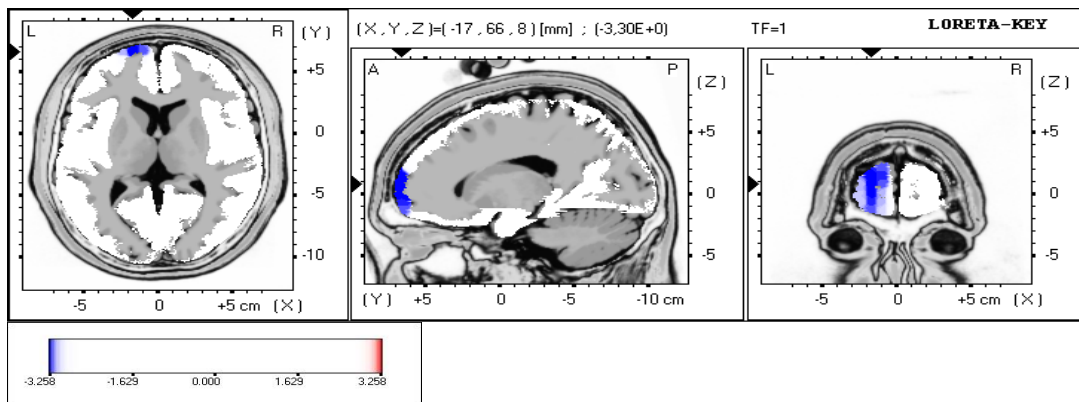 L R (Y)
+5
0
-5
-10
-5 0 +5 cm (X)
(X,Y,Z)=(-17,66,8)[mm] ; (-3,30E+0) TF=1 LORETA-KEY
A P (Z)
+5
0
-5
(Y) +5 0 -5 -10 cm
L R (Z)
+5
0
-5
-5 0 +5 cm (X)
-3.258 -1.629 0.000 1.629 3.258